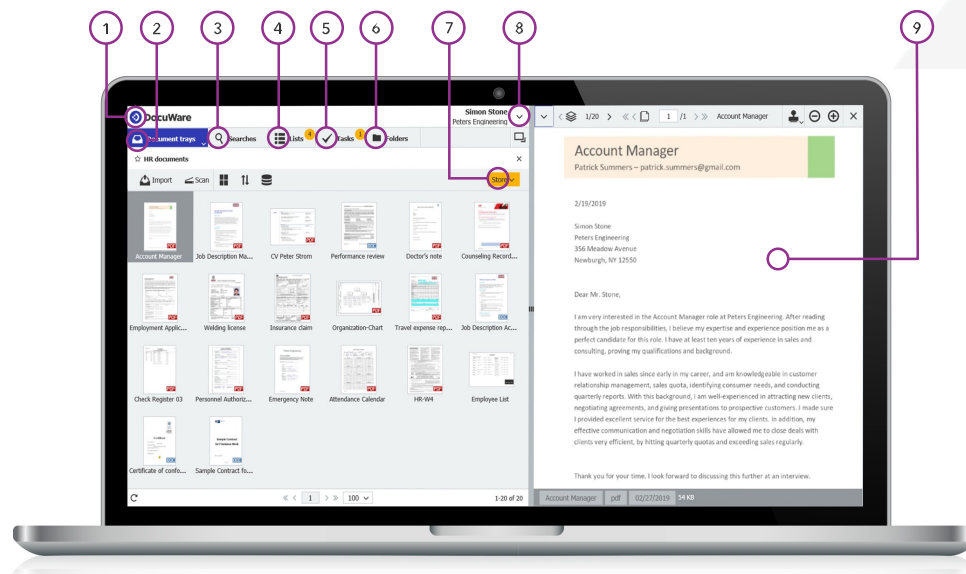 1 2 3 4 5 6 7 8 9
DocuWare
Simon Stone
Peters Engineering
Document trays Searches Lists 4 Tasks 1 Folders
HR documents
Import Scan Store
Account Manager Job Description Ma... CV Peter Strom Performance review Doctor's note Counseling Record...
Employment Applic... Welding license Insurance claim Organization-Chart Travel expense rep... Job Description Ac...
Check Register 03 Personnel Authoriz... Emergency Note Attendance Calendar HR-W4 Employee List
Certificate of confo... Sample Contract fo...
1 100 1-20 of 20
1/20 1 /1 Account Manager
Account Manager
Patrick Summers – patrick.summers@gmail.com
2/19/2019
Simon Stone
Peters Engineering
356 Meadow Avenue
Newburgh, NY 12550
Dear Mr. Stone,
I am very interested in the Account Manager role at Peters Engineering. After reading
through the job responsibilities, I believe my expertise and experience position me as a
perfect candidate for this role. I have at least ten years of experience in sales and
consulting, proving my qualifications and background.
I have worked in sales since early in my career, and am knowledgeable in customer
relationship management, sales quota, identifying consumer needs, and conducting
quarterly reports. With this background, I am well-experienced in attracting new clients,
negotiating agreements, and giving presentations to prospective customers. I made sure
I provided excellent service for the best experiences for my clients. In addition, my
effective communication and negotiation skills have allowed me to close deals with
clients very efficient, by hitting quarterly quotas and exceeding sales regularly.
Thank you for your time. I look forward to discussing this further at an interview.
Account Manager pdf 02/27/2019 54 KB